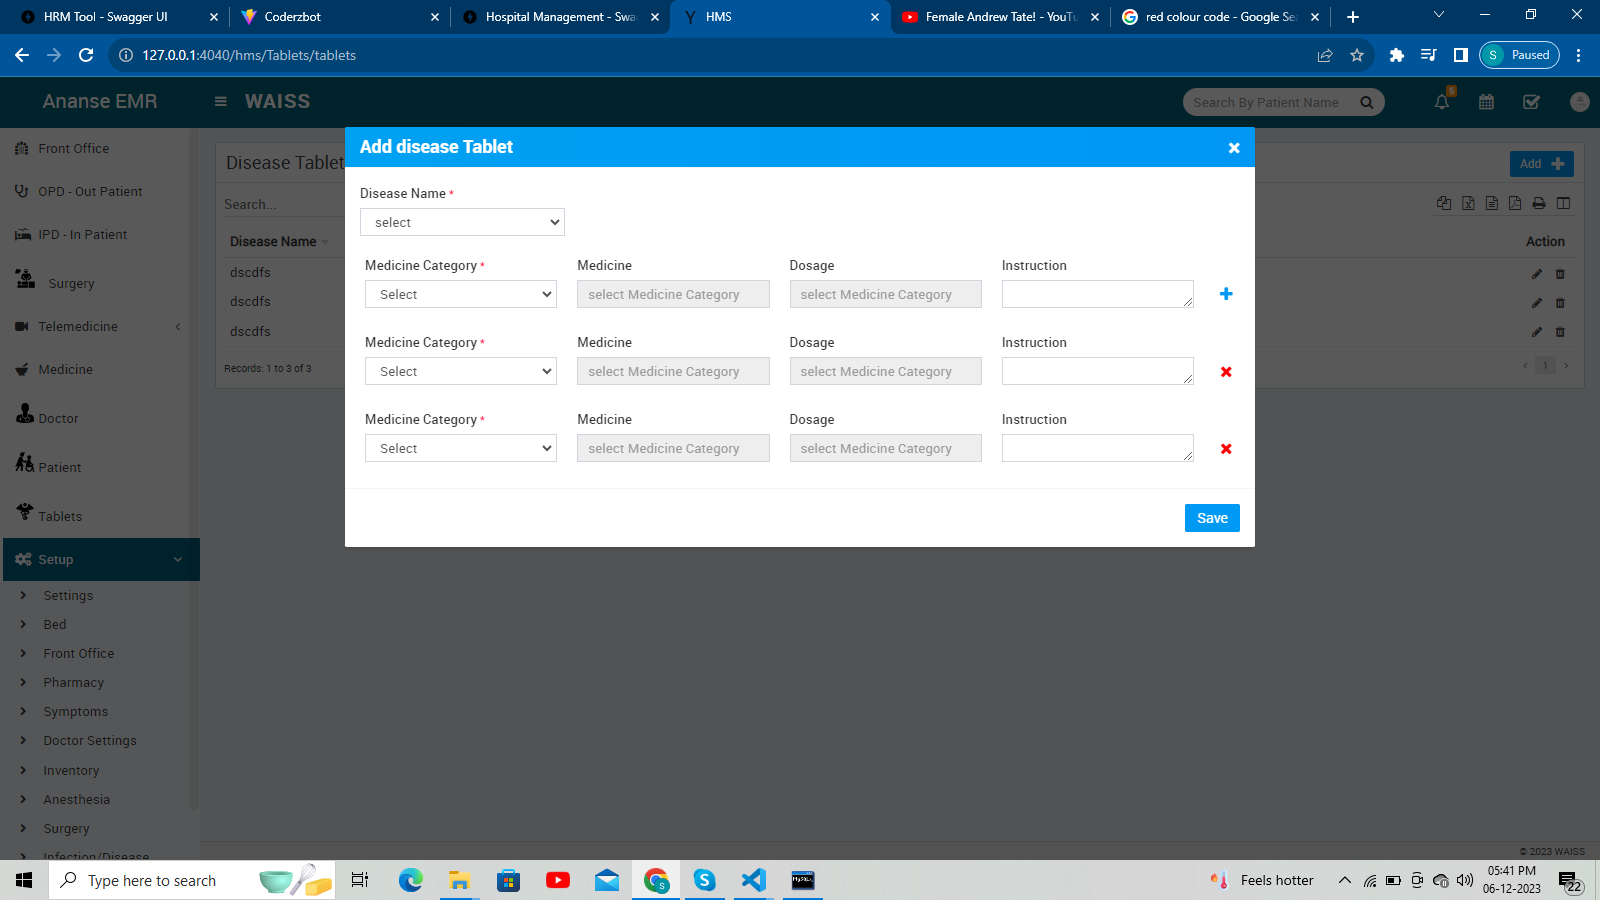 HRM Tool - Swagger UI
Coderzbot
Hospital Management - Swa
HMS
Female Andrew Tate! - YouTu
red colour code - Google Se
127.0.0.1:4040/hms/Tablets/tablets
S Paused
Ananse EMR
WAISS
Search By Patient Name
6
Front Office
OPD - Out Patient
IPD - In Patient
Surgery
Telemedicine
Medicine
Doctor
Patient
Tablets
Setup
Settings
Bed
Front Office
Pharmacy
Symptoms
Doctor Settings
Inventory
Anesthesia
Surgery
Infection/Disease
Disease Tablet
Add
Search...
Disease Name
Action
dscdfs
dscdfs
dscdfs
Records: 1 to 3 of 3
1
Add disease Tablet
Disease Name *
select
Medicine Category * Medicine Dosage Instruction
Select select Medicine Category select Medicine Category
Medicine Category * Medicine Dosage Instruction
Select select Medicine Category select Medicine Category
Medicine Category * Medicine Dosage Instruction
Select select Medicine Category select Medicine Category
Save
© 2023 WAISS
Type here to search
Feels hotter
05:41 PM
06-12-2023
22